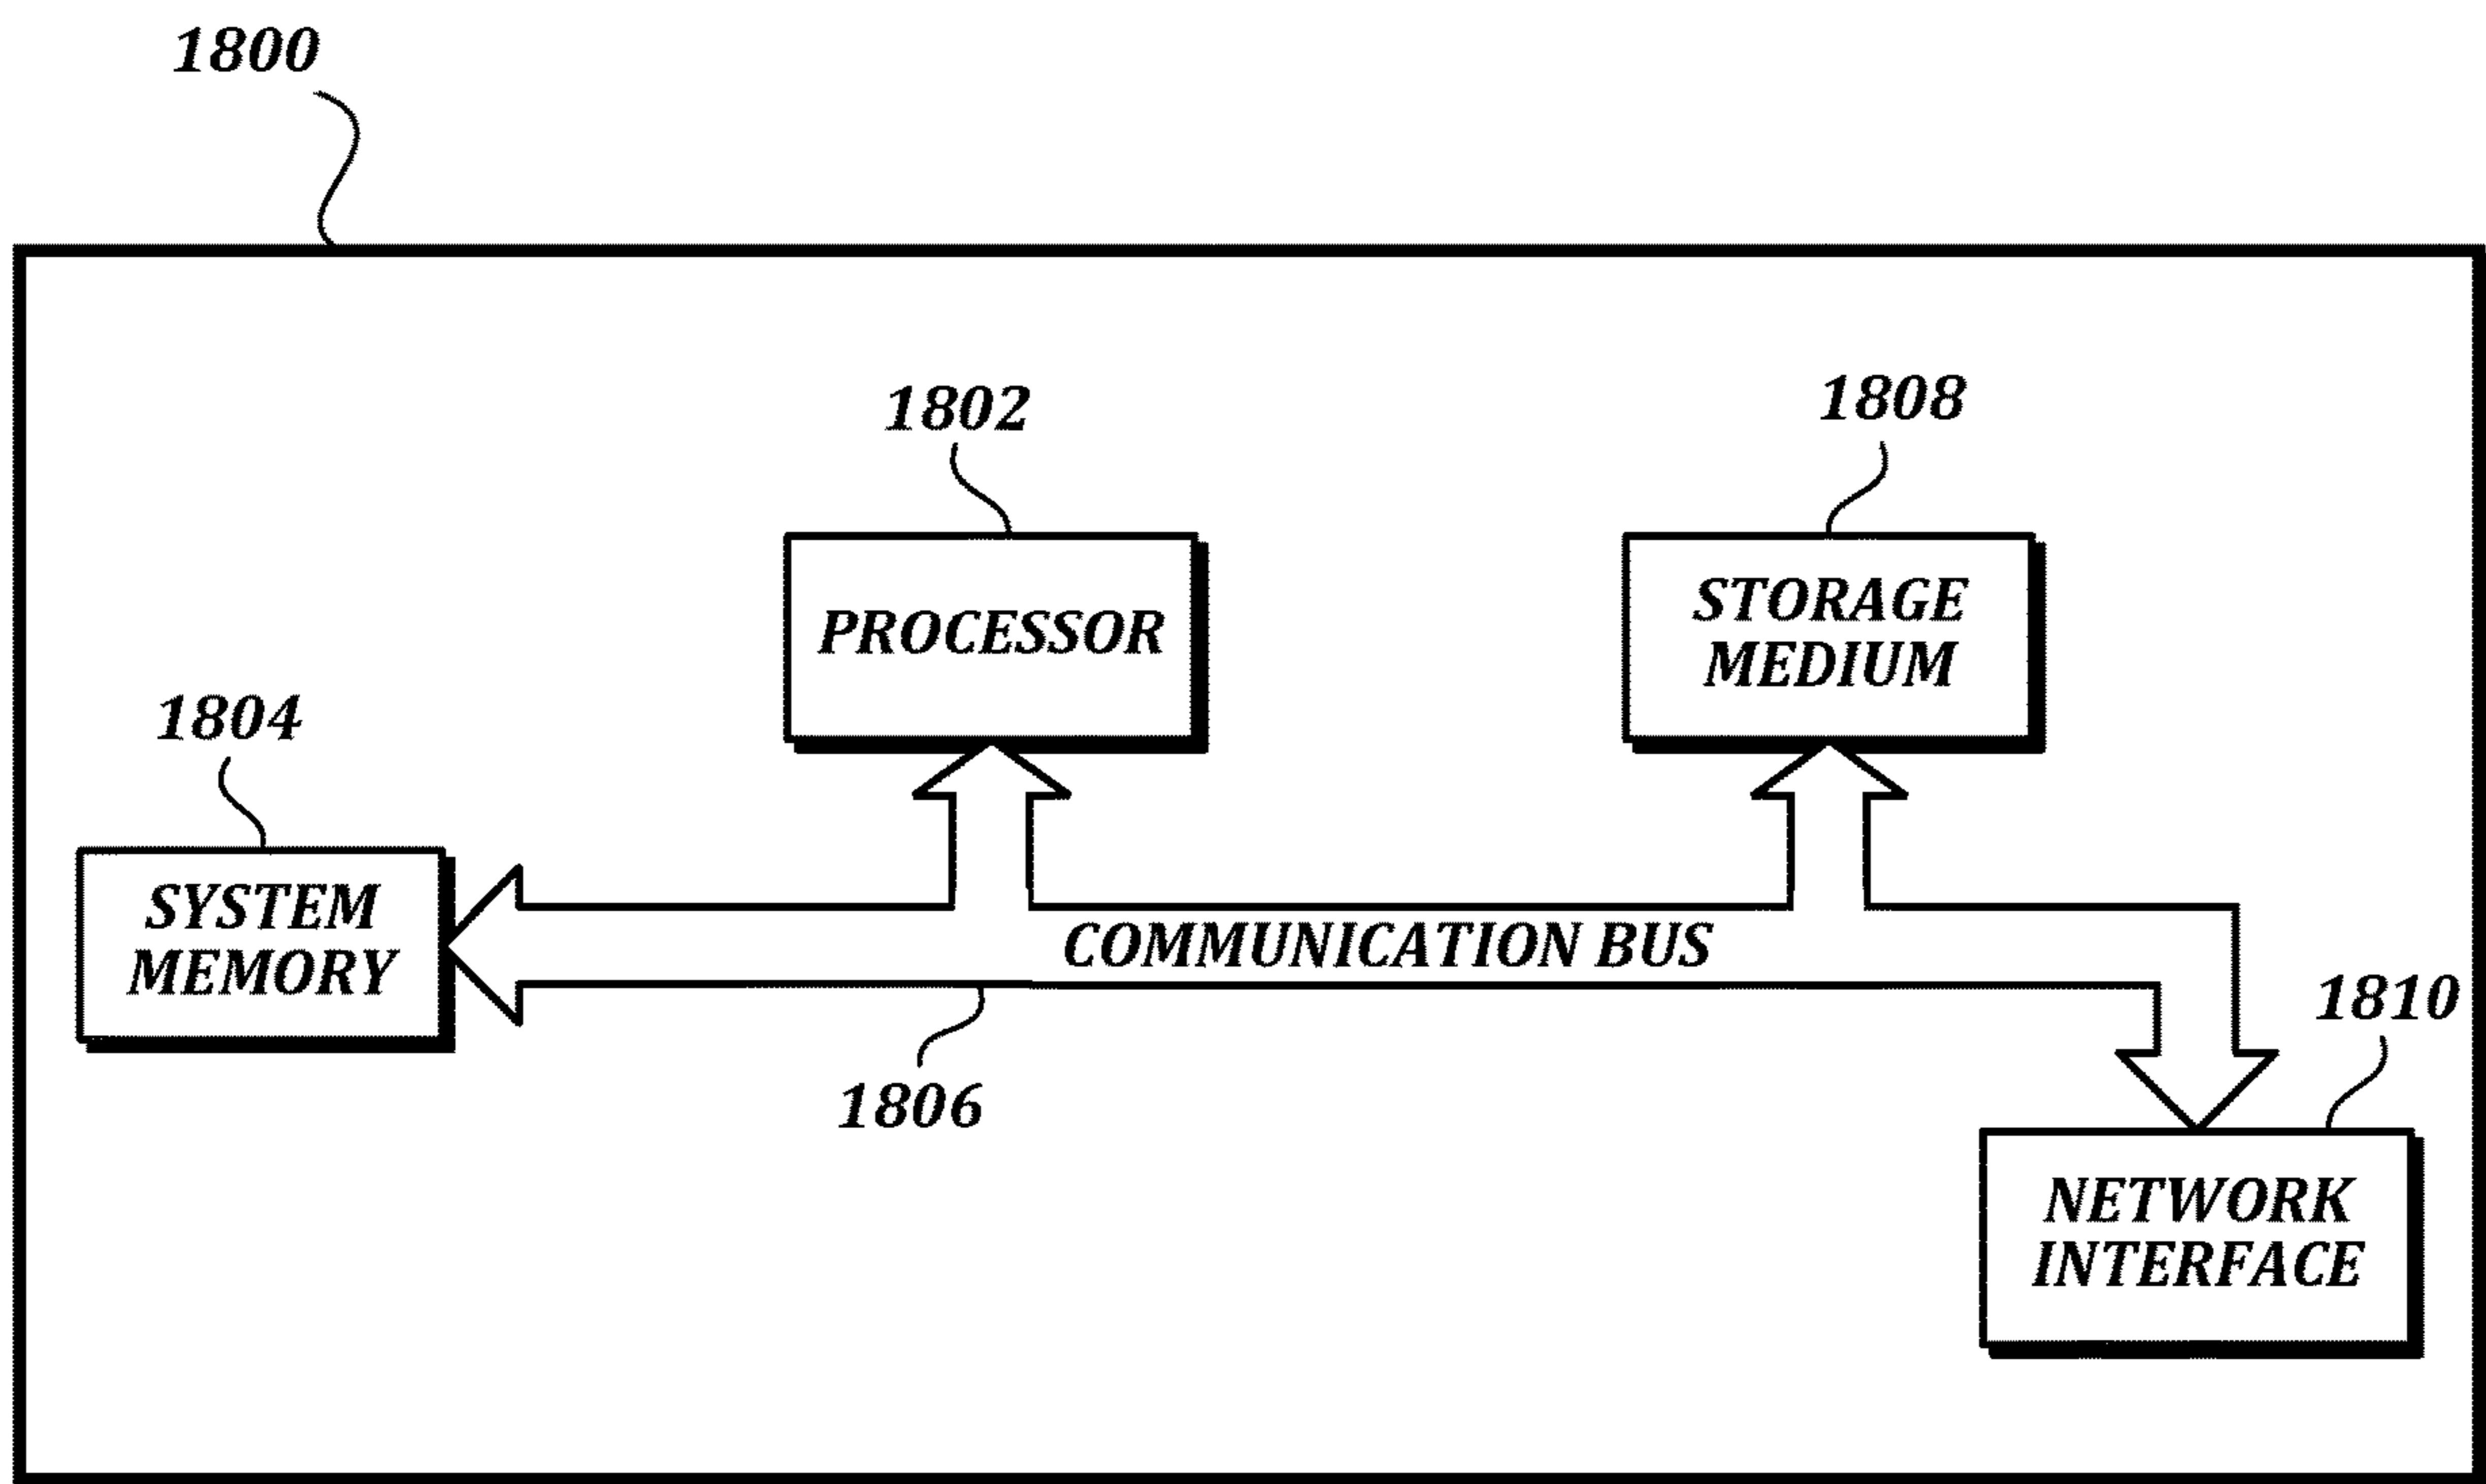 1800
1802
1808
PROCESSOR
STORAGE
MEDIUM
1804
SYSTEM
MEMORY
COMMUNICATION BUS
1806
1810
NETWORK
INTERFACE